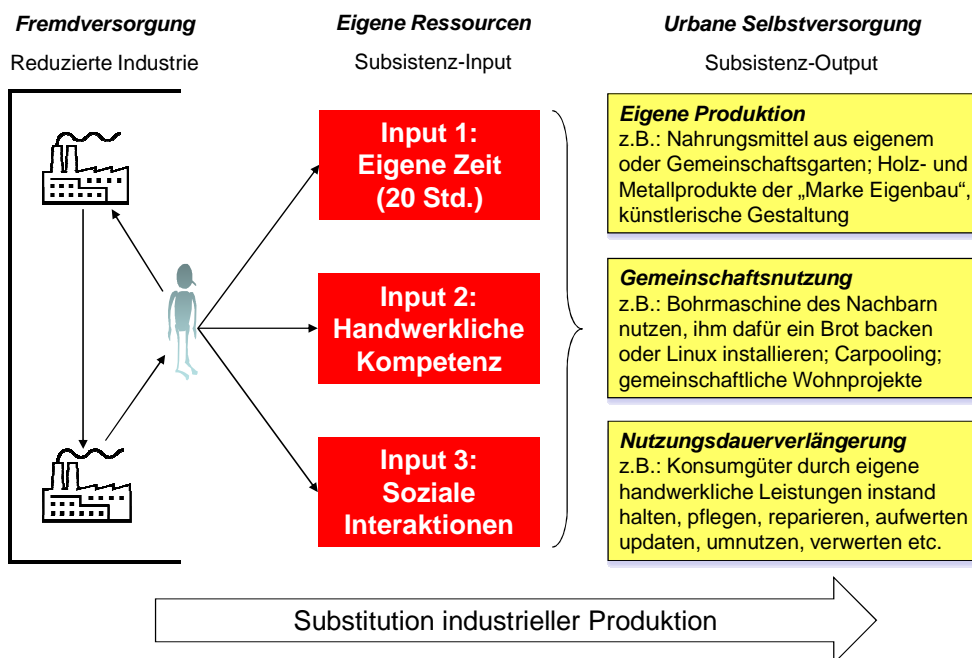 Fremdversorgung
Reduzierte Industrie
Eigene Ressourcen
Subsistenz-Input
Urbane Selbstversorgung
Subsistenz-Output
Input 1:
Eigene Zeit
(20 Std.)
Input 2:
Handwerkliche
Kompetenz
Input 3:
Soziale
Interaktionen
Eigene Produktion
z.B.: Nahrungsmittel aus eigenem
oder Gemeinschaftsgarten; Holz- und
Metallprodukte der „Marke Eigenbau“,
künstlerische Gestaltung
Gemeinschaftsnutzung
z.B.: Bohrmaschine des Nachbarn
nutzen, ihm dafür ein Brot backen
oder Linux installieren; Carpooling;
gemeinschaftliche Wohnprojekte
Nutzungsdauerverlängerung
z.B.: Konsumgüter durch eigene
handwerkliche Leistungen instand
halten, pflegen, reparieren, aufwerten
updaten, umnutzen, verwerten etc.
Substitution industrieller Produktion